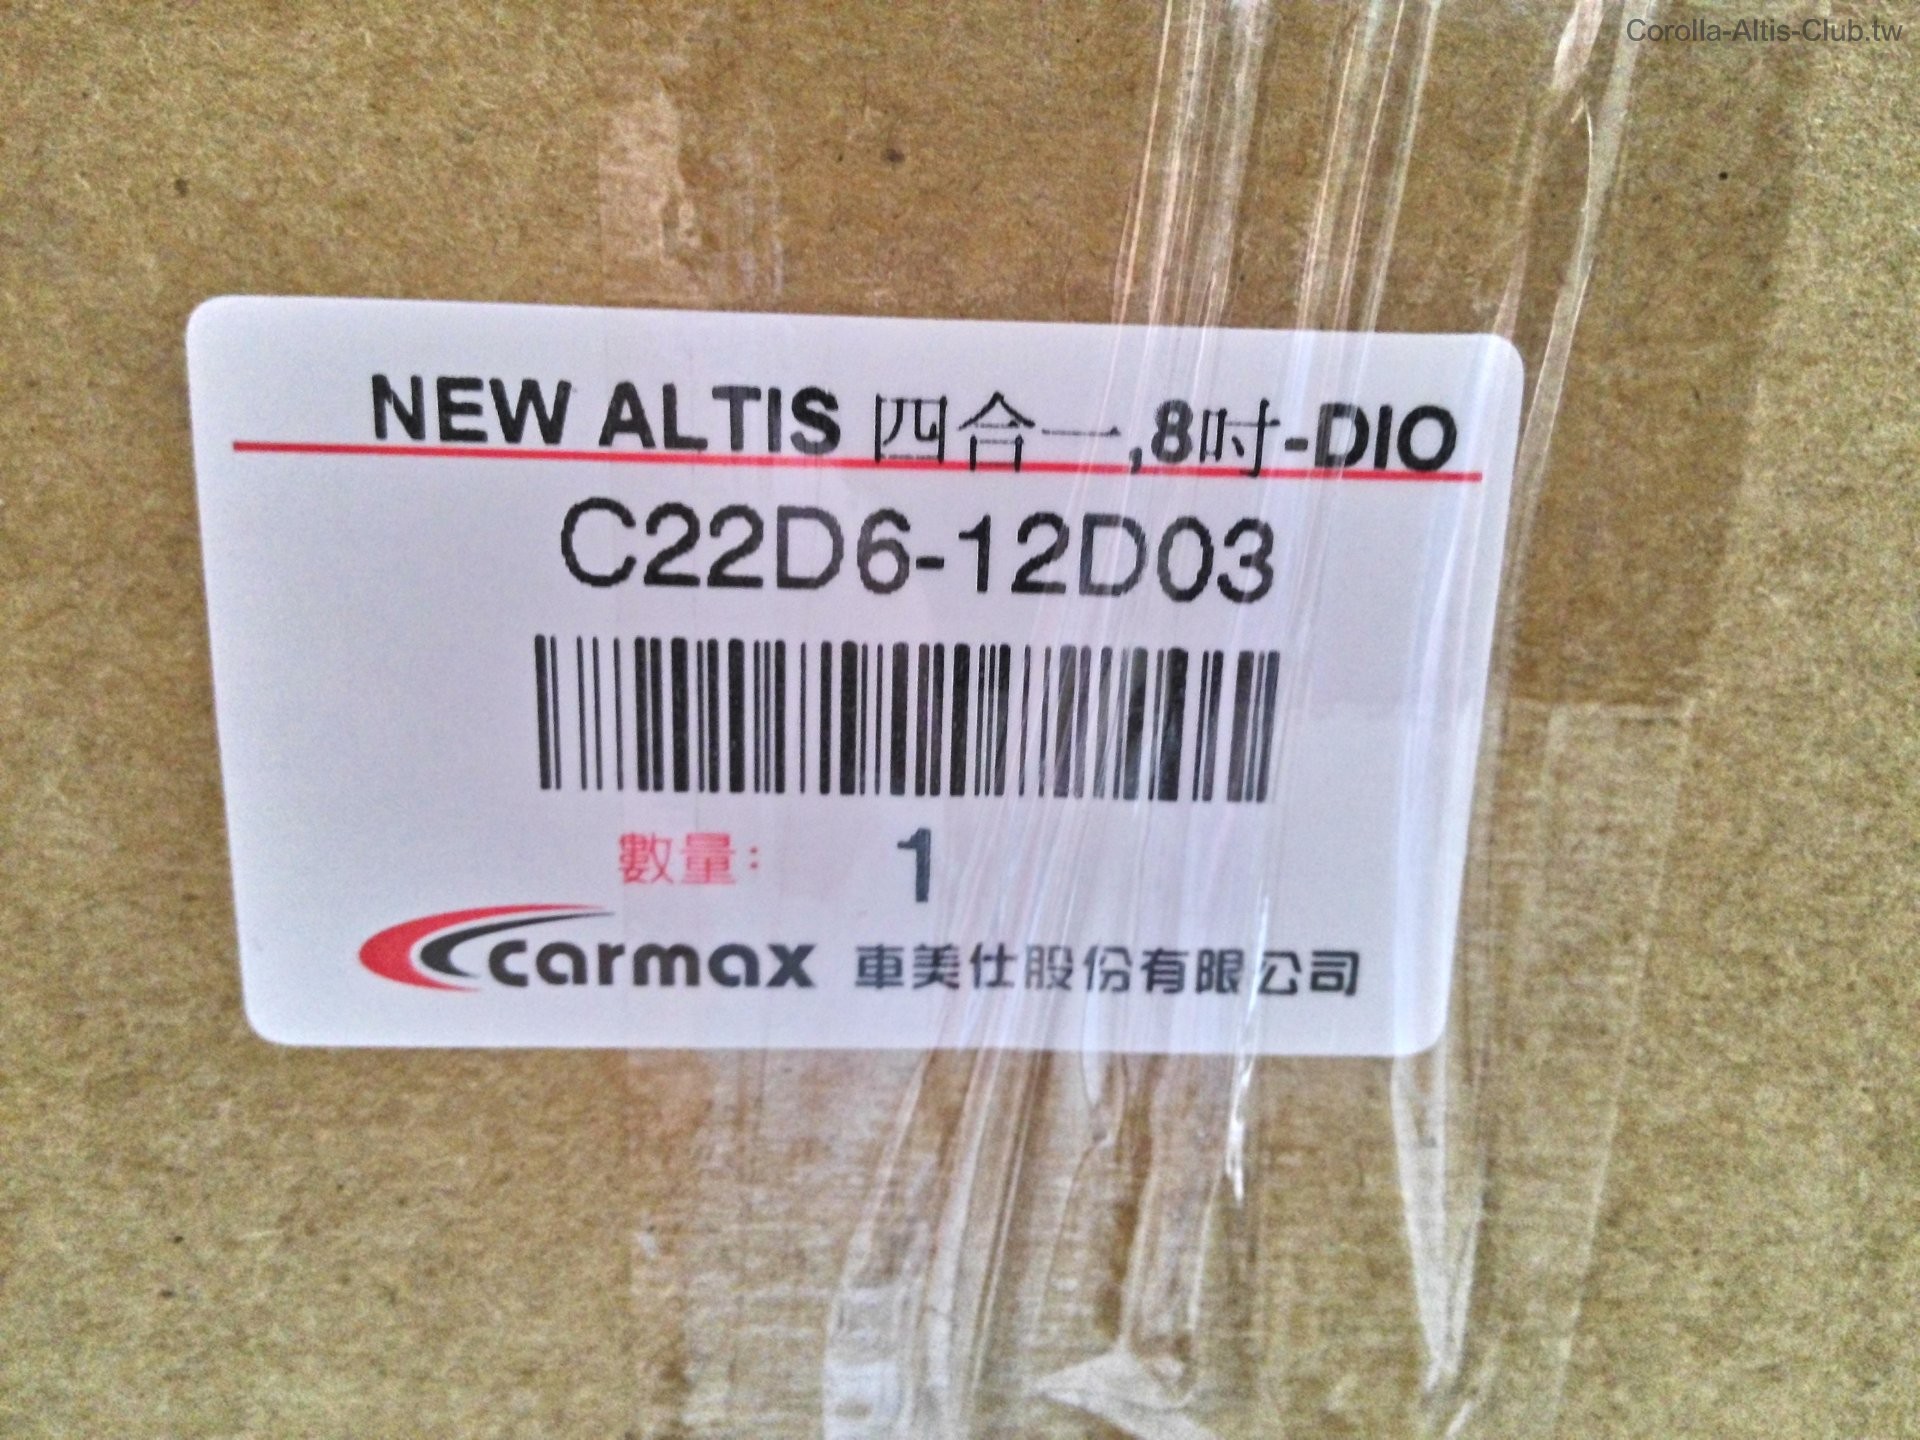 Corolla-Altis-Club.tw
NEW ALTIS 四合一,8吋-DIO
C22D6-12D03
數量: 1
carmax 車美仕股份有限公司